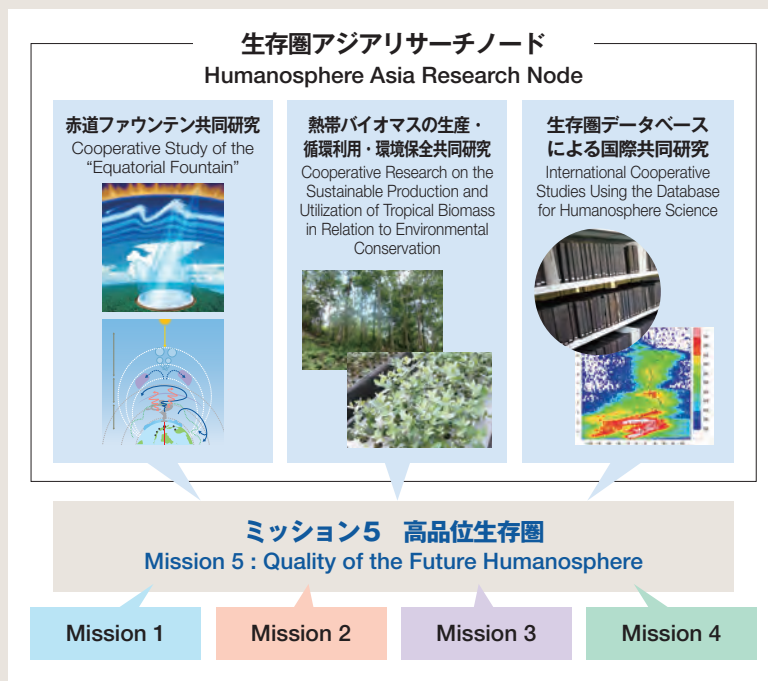 生存圏アジアリサーチノード
Humanosphere Asia Research Node
赤道ファウンテン共同研究
Cooperative Study of the
“Equatorial Fountain”
熱帯バイオマスの生産・
循環利用・環境保全共同研究
Cooperative Research on the
Sustainable Production and
Utilization of Tropical Biomass
in Relation to Environmental
Conservation
生存圏データベース
による国際共同研究
International Cooperative
Studies Using the Database
for Humanosphere Science
ミッション5 高品位生存圏
Mission 5 : Quality of the Future Humanosphere
Mission 1
Mission 2
Mission 3
Mission 4